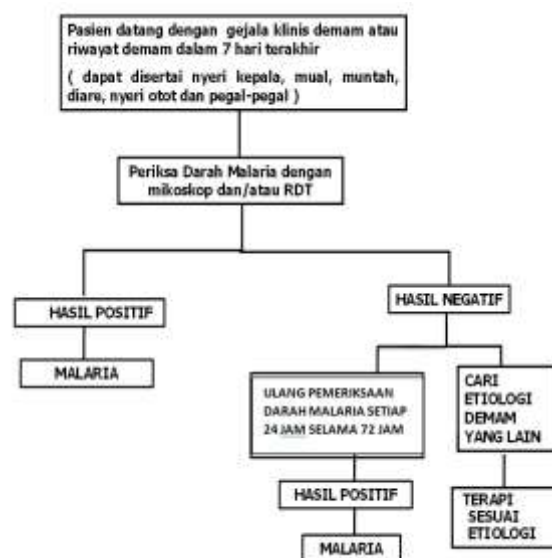 Pasien datang dengan gejala klinis demam atau
riwayat demam dalam 7 hari terakhir
( dapat disertai nyeri kepala, mual, muntah,
diare, nyeri otot dan pegal-pegal )
Periksa Darah Malaria dengan
mikoskop dan/atau RDT
HASIL POSITIF
HASIL NEGATIF
MALARIA
ULANG PEMERIKSAAN
DARAH MALARIA SETIAP
24 JAM SELAMA 72 JAM
CARI
ETIOLOGI
DEMAM
YANG LAIN
HASIL POSITIF
TERAPI
SESUAI
ETIOLOGI
MALARIA